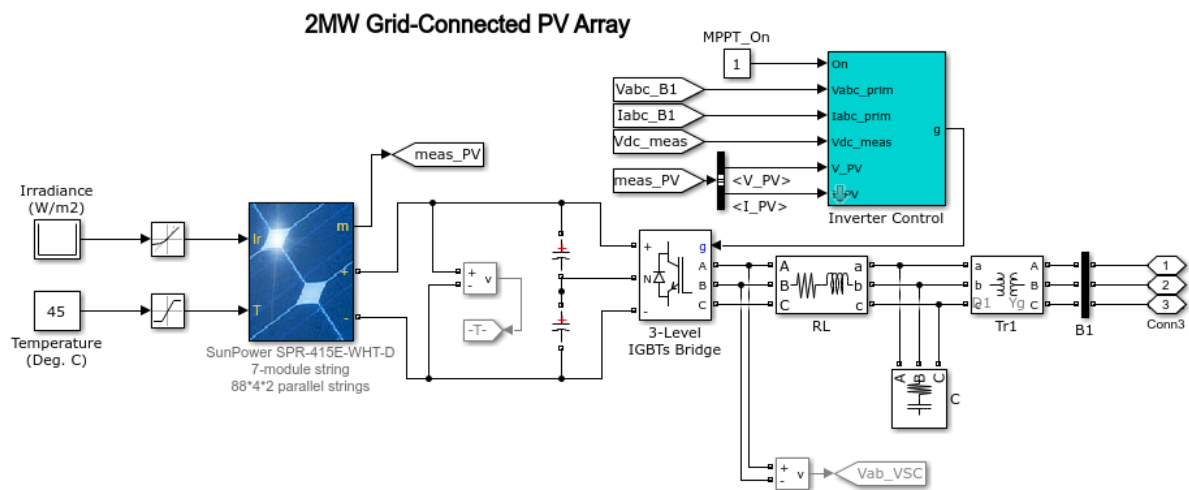 2MW Grid-Connected PV Array
MPPT_On
1
On
Vabc_B1
Vabc_prim
Iabc_B1
Iabc_prim
g
Vdc_meas
Vdc_meas
V_PV
meas_PV
<V_PV>
<I_PV>
Inverter Control
meas_PV
Irradiance
(W/m2)
Ir
m
+
-
T
45
Temperature
(Deg. C)
SunPower SPR-415E-WHT-D
7-module string
88*4*2 parallel strings
+
-
v
-T-
+
+
+
N
-
g
A
B
C
3-Level
IGBTs Bridge
A
B
C
a
b
c
RL
a
b
c
D1 Yg
A
B
C
Tr1
B1
1
2
3
Conn3
A
B
C
C
+
-
v
Vab_VSC